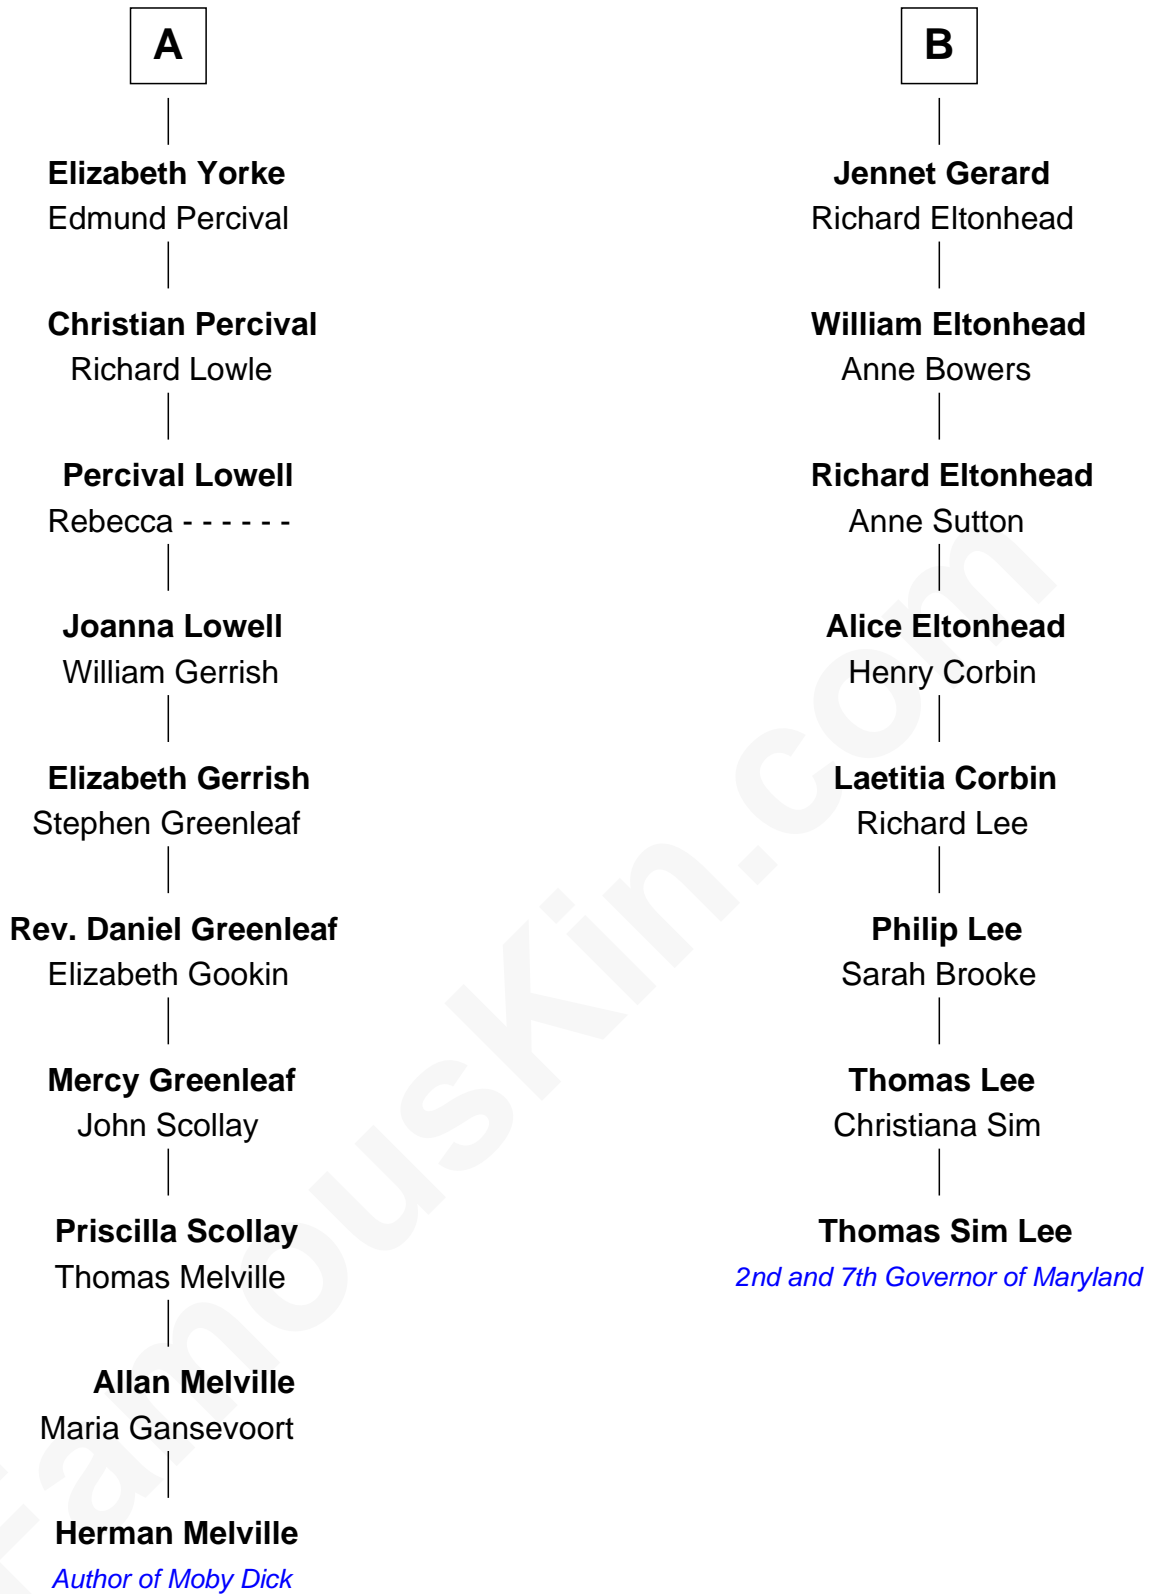 A
Elizabeth Yorke
Edmund Percival
Christian Percival
Richard Lowle
Percival Lowell
Rebecca - - - - - -
Joanna Lowell
William Gerrish
Elizabeth Gerrish
Stephen Greenleaf
Rev. Daniel Greenleaf
Elizabeth Gookin
Mercy Greenleaf
John Scollay
Priscilla Scollay
Thomas Melville
Allan Melville
Maria Gansevoort
Herman Melville
Author of Moby Dick
B
Jennet Gerard
Richard Eltonhead
William Eltonhead
Anne Bowers
Richard Eltonhead
Anne Sutton
Alice Eltonhead
Henry Corbin
Laetitia Corbin
Richard Lee
Philip Lee
Sarah Brooke
Thomas Lee
Christiana Sim
Thomas Sim Lee
2nd and 7th Governor of Maryland
FamousKin.com